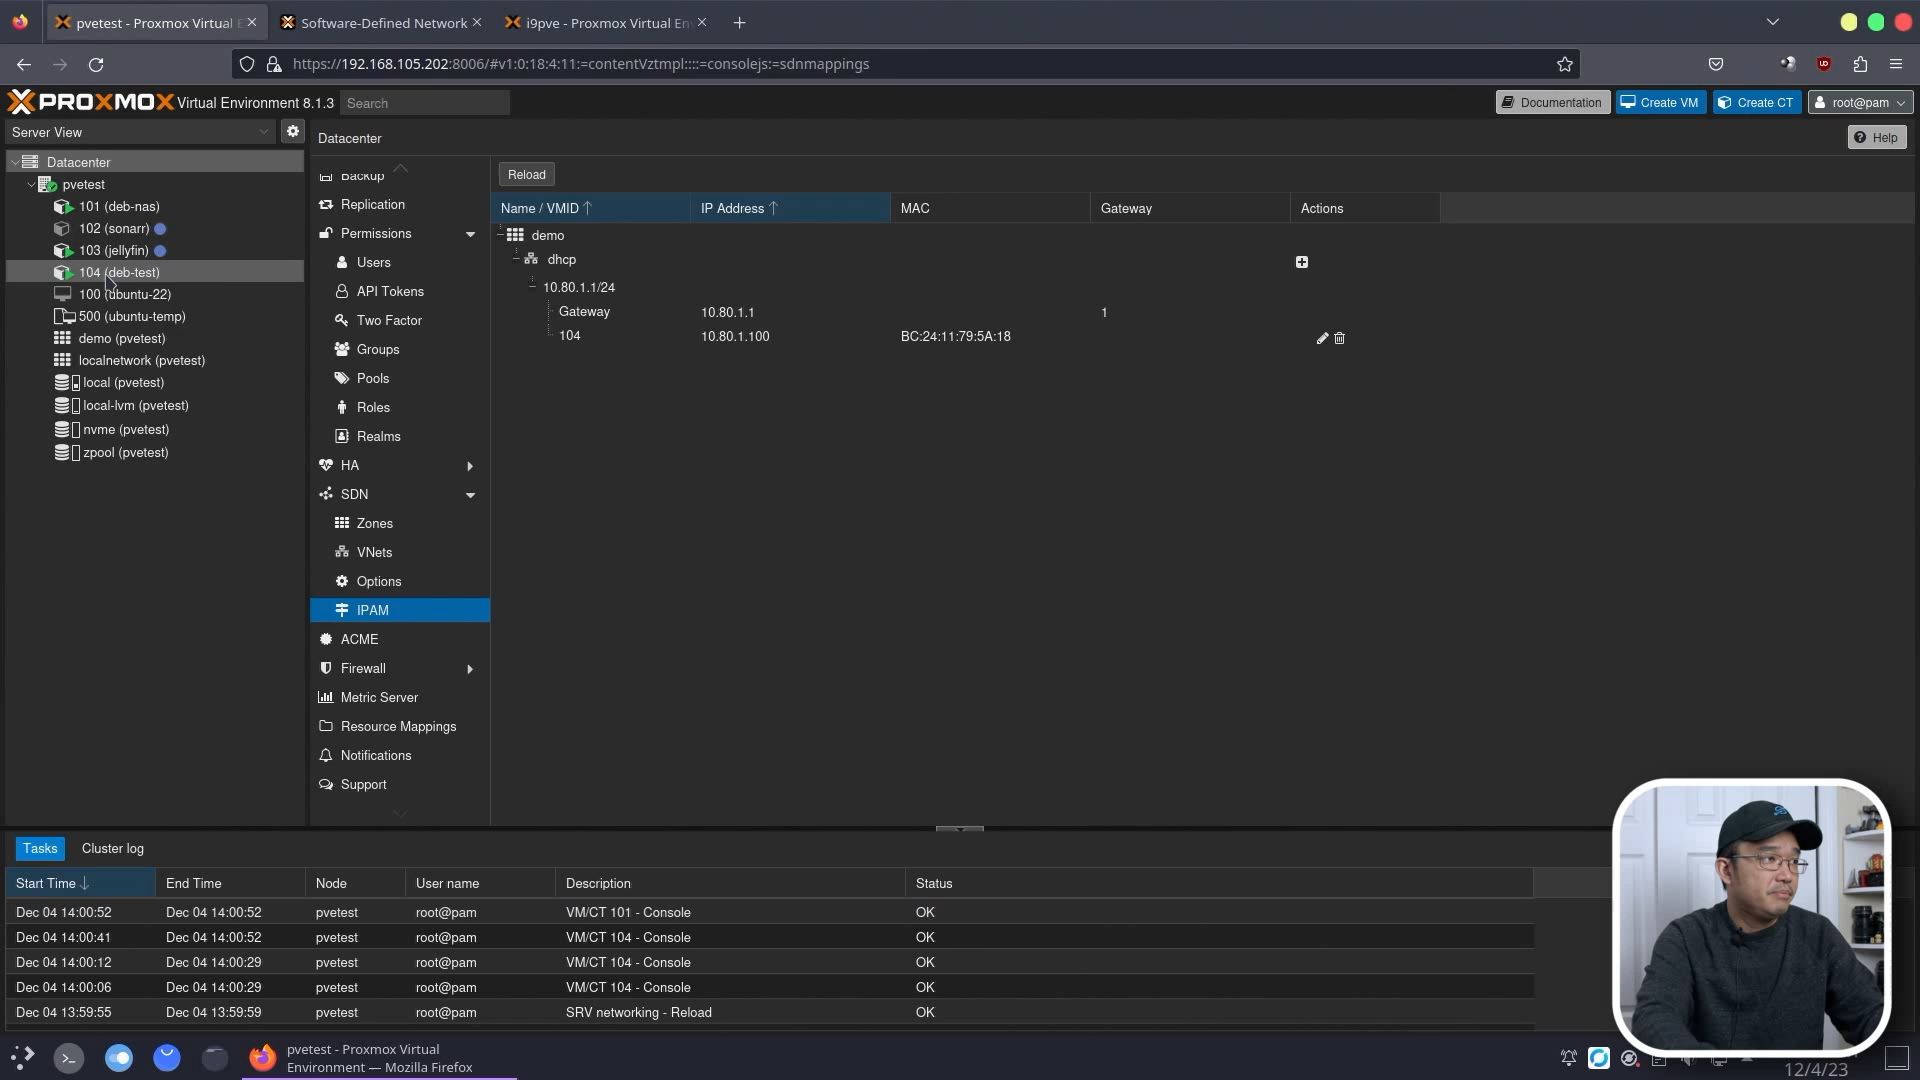 pvetest - Proxmox Virtual E
Software-Defined Network
i9pve - Proxmox Virtual En
https://192.168.105.202:8006/#v1:0:18:4:11:=contentVztmpl::::=consolejs:=sdnmappings
PROXMOX Virtual Environment 8.1.3
Search
Documentation
Create VM
Create CT
root@pam
Server View
Datacenter
Help
Datacenter
pvetest
101 (deb-nas)
102 (sonarr)
103 (jellyfin)
104 (deb-test)
100 (ubuntu-22)
500 (ubuntu-temp)
demo (pvetest)
localnetwork (pvetest)
local (pvetest)
local-lvm (pvetest)
nvme (pvetest)
zpool (pvetest)
Backup
Replication
Permissions
Users
API Tokens
Two Factor
Groups
Pools
Roles
Realms
HA
SDN
Zones
VNets
Options
IPAM
ACME
Firewall
Metric Server
Resource Mappings
Notifications
Support
Reload
Name / VMID IP Address MAC Gateway Actions
demo
dhcp
10.80.1.1/24
Gateway 10.80.1.1 1
104 10.80.1.100 BC:24:11:79:5A:18
Tasks Cluster log
Start Time End Time Node User name Description Status
Dec 04 14:00:52 Dec 04 14:00:52 pvetest root@pam VM/CT 101 - Console OK
Dec 04 14:00:41 Dec 04 14:00:52 pvetest root@pam VM/CT 104 - Console OK
Dec 04 14:00:12 Dec 04 14:00:29 pvetest root@pam VM/CT 104 - Console OK
Dec 04 14:00:06 Dec 04 14:00:29 pvetest root@pam VM/CT 104 - Console OK
Dec 04 13:59:55 Dec 04 13:59:59 pvetest root@pam SRV networking - Reload OK
pvetest - Proxmox Virtual
Environment — Mozilla Firefox
12/4/23